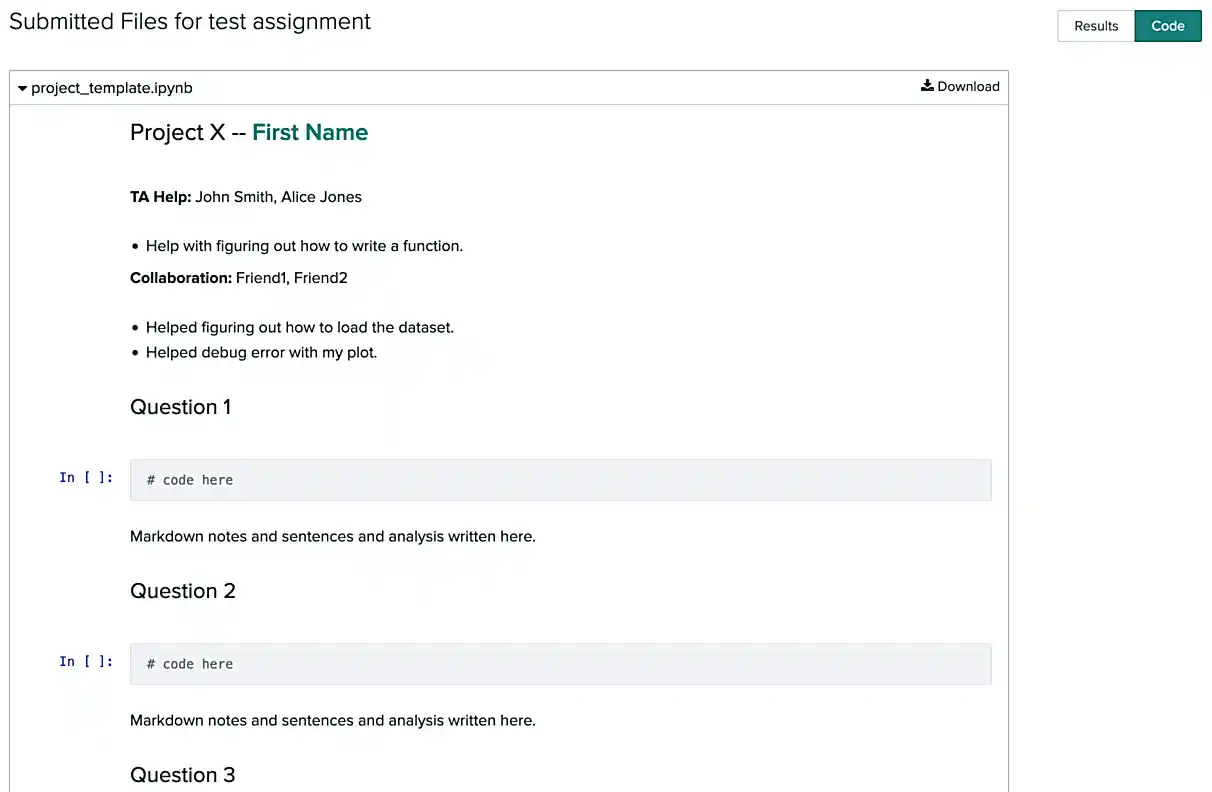 Submitted Files for test assignment
Results Code
project_template.ipynb
Download
Project X -- First Name
TA Help: John Smith, Alice Jones
• Help with figuring out how to write a function.
Collaboration: Friend1, Friend2
• Helped figuring out how to load the dataset.
• Helped debug error with my plot.
Question 1
In [ ]: # code here
Markdown notes and sentences and analysis written here.
Question 2
In [ ]: # code here
Markdown notes and sentences and analysis written here.
Question 3